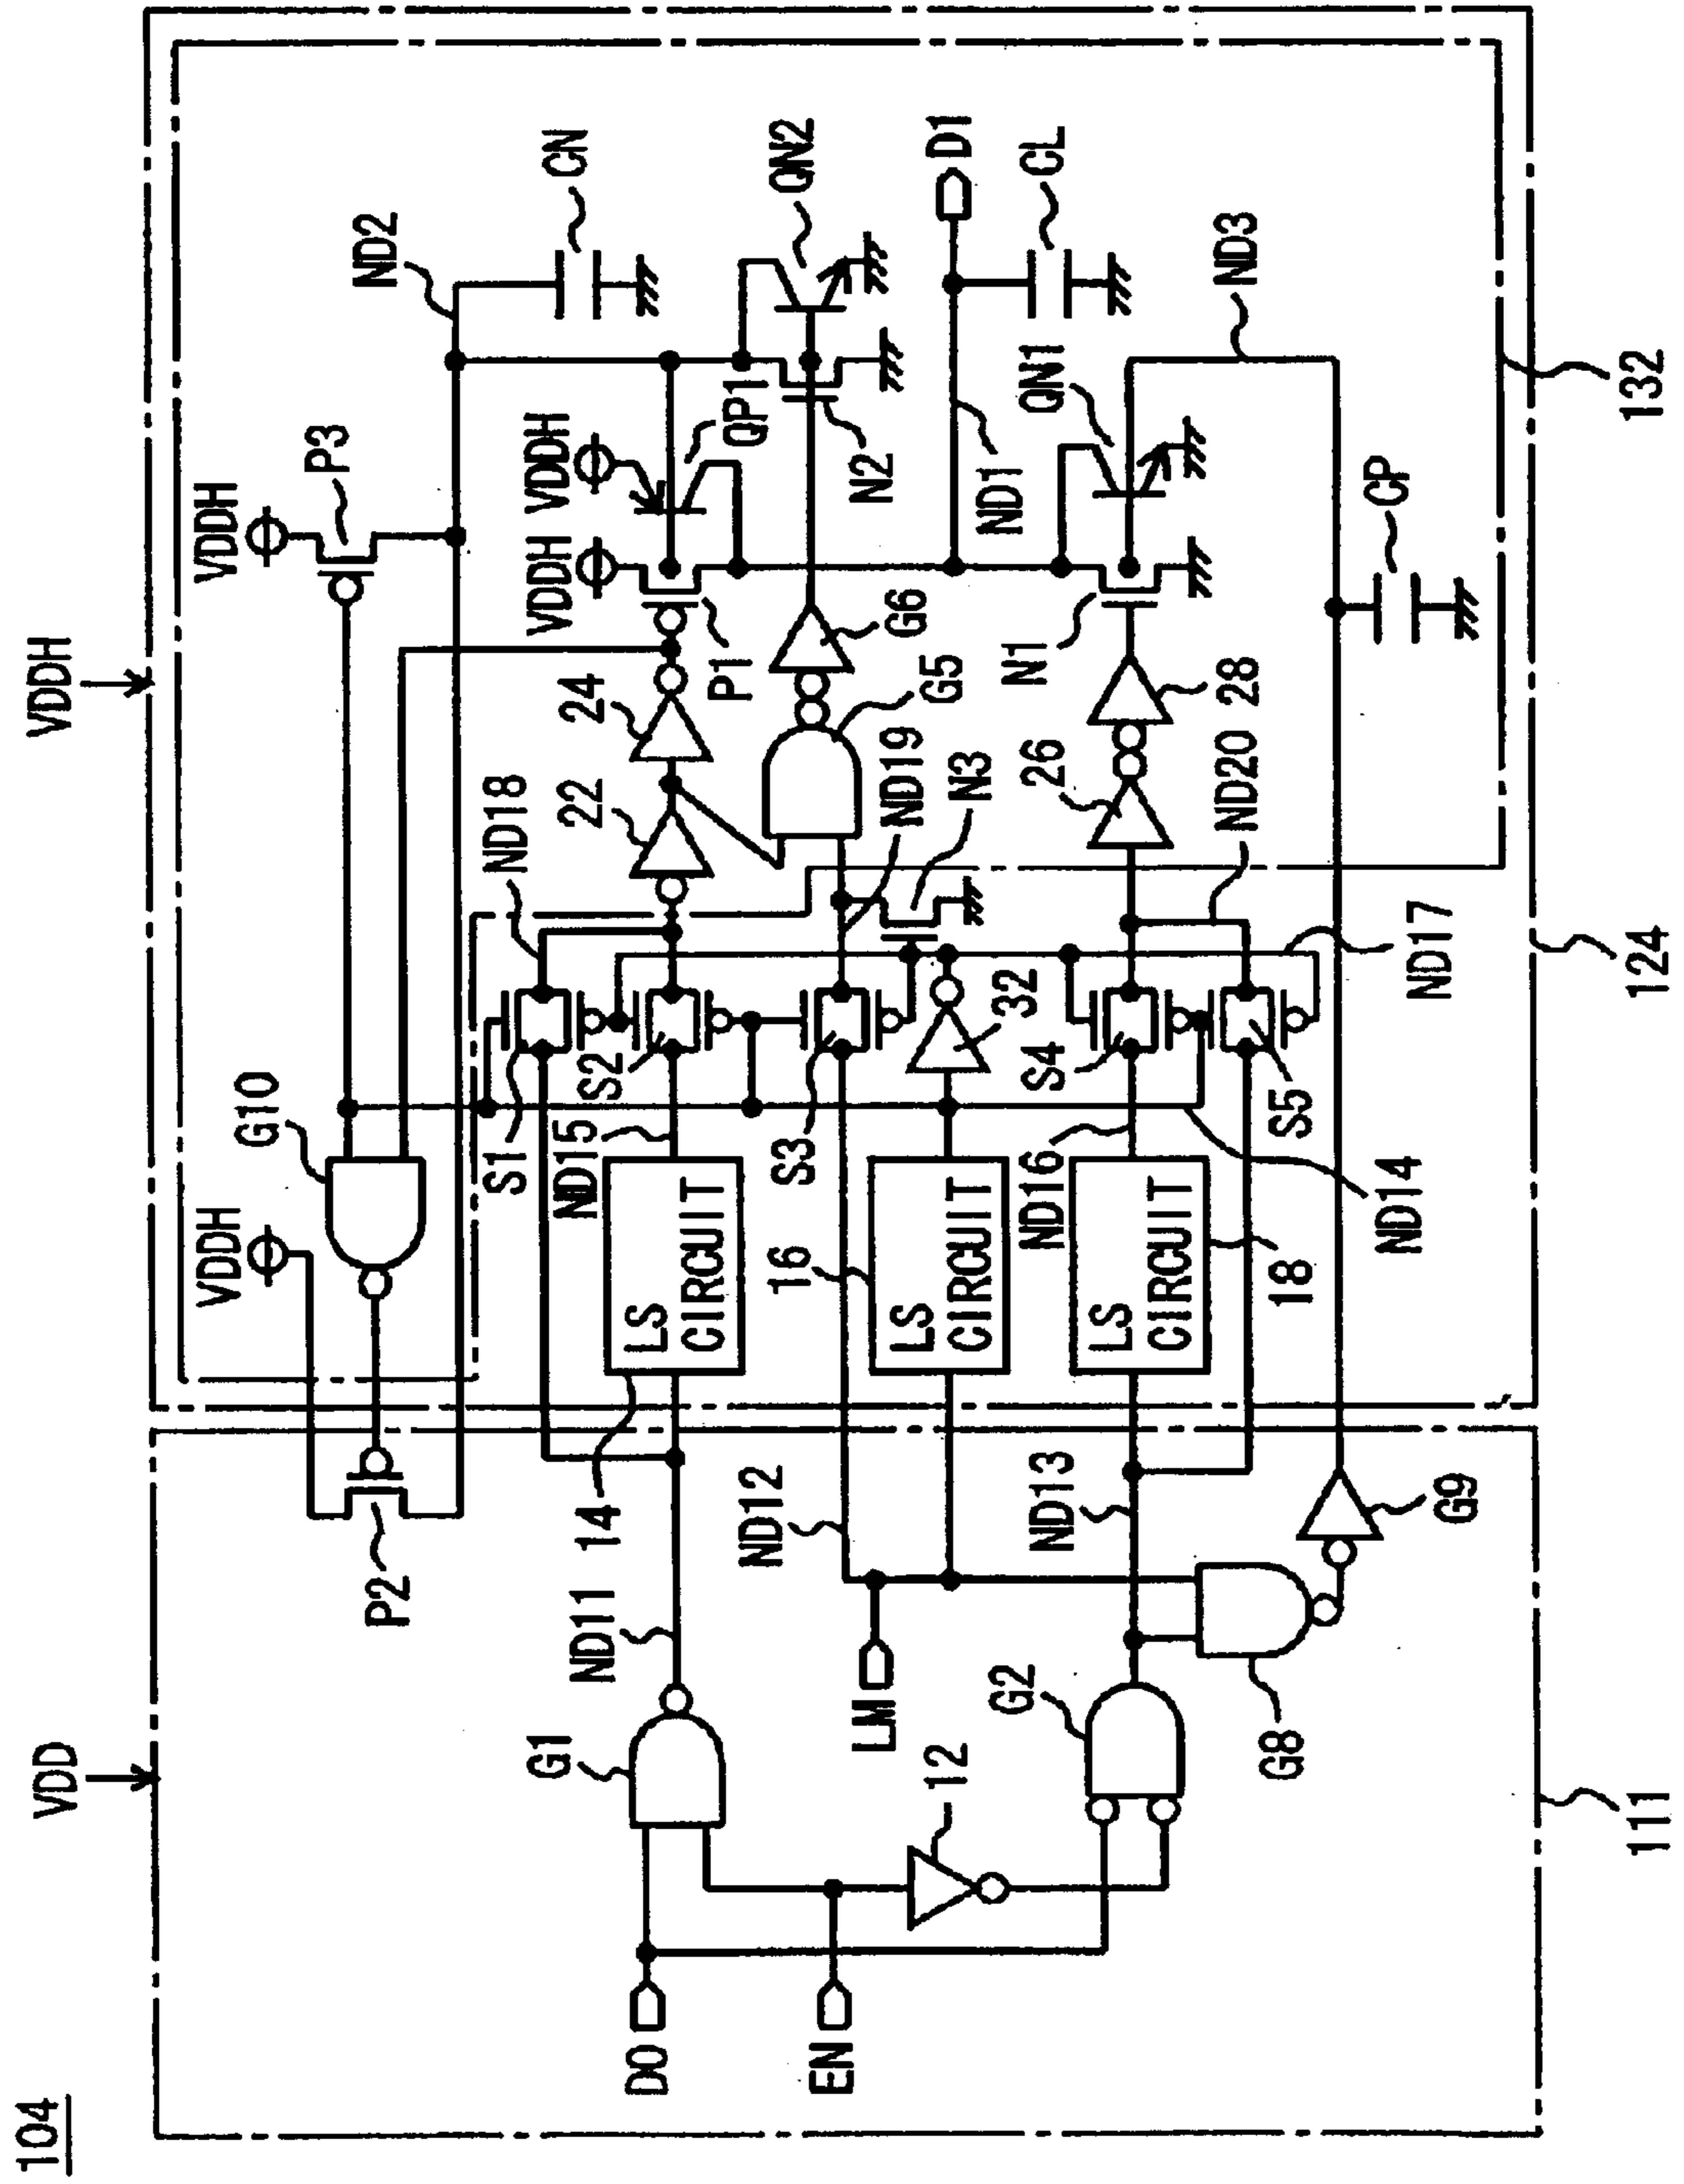 104
VDD
VDDH
P2
VDDH
G10
VDDH
P3
ND2
CN
G1
ND11
14
LS
CIRCUIT
ND15
S1
S2
ND18
22
24
P1
VDDH
VDDH
QP1
QN2
DO
EN
12
LM
ND12
16
LS
CIRCUIT
S3
32
ND19
N3
G5
G6
N2
ND1
D1
CL
G2
ND13
LS
CIRCUIT
18
ND16
S4
S5
ND14
ND17
ND20
26
28
N1
QN1
ND3
G8
G9
CP
111
124
132